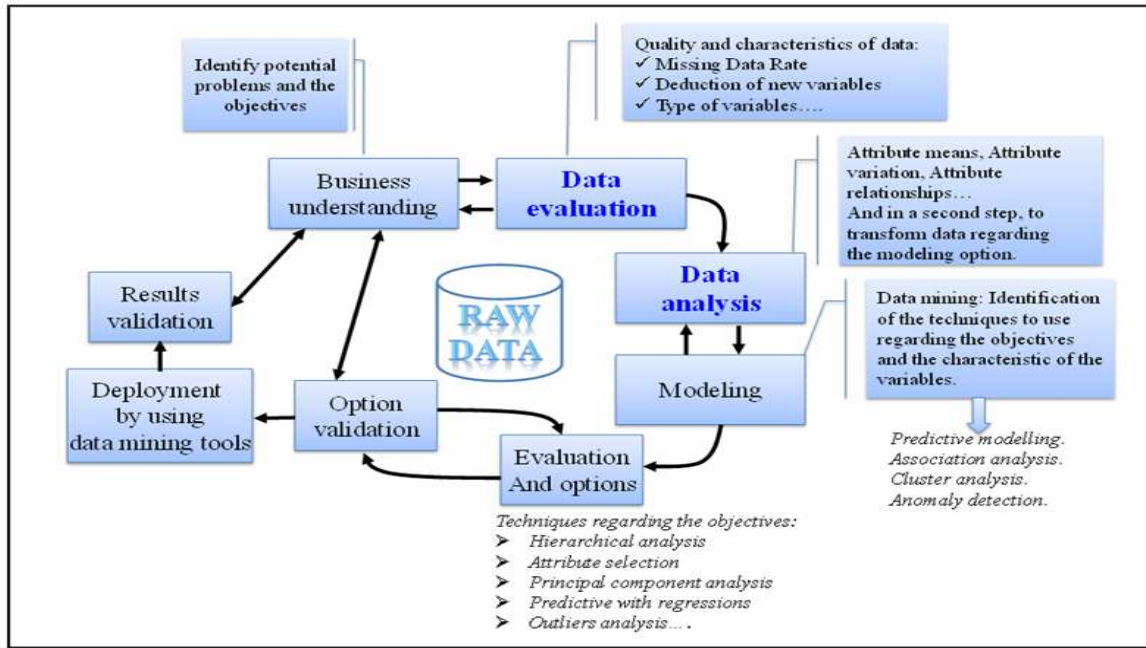 Identify potential
problems and the
objectives
Quality and characteristics of data:
✓ Missing Data Rate
✓ Deduction of new variables
✓ Type of variables….
Business
understanding
Data
evaluation
Attribute means, Attribute
variation, Attribute
relationships…
And in a second step, to
transform data regarding
the modeling option.
Data
analysis
Results
validation
RAW
DATA
Data mining: Identification
of the techniques to use
regarding the objectives
and the characteristic of the
variables.
Modeling
Deployment
by using
data mining tools
Option
validation
Evaluation
And options
Predictive modelling.
Association analysis.
Cluster analysis.
Anomaly detection.
Techniques regarding the objectives:
➢ Hierarchical analysis
➢ Attribute selection
➢ Principal component analysis
➢ Predictive with regressions
➢ Outliers analysis… .